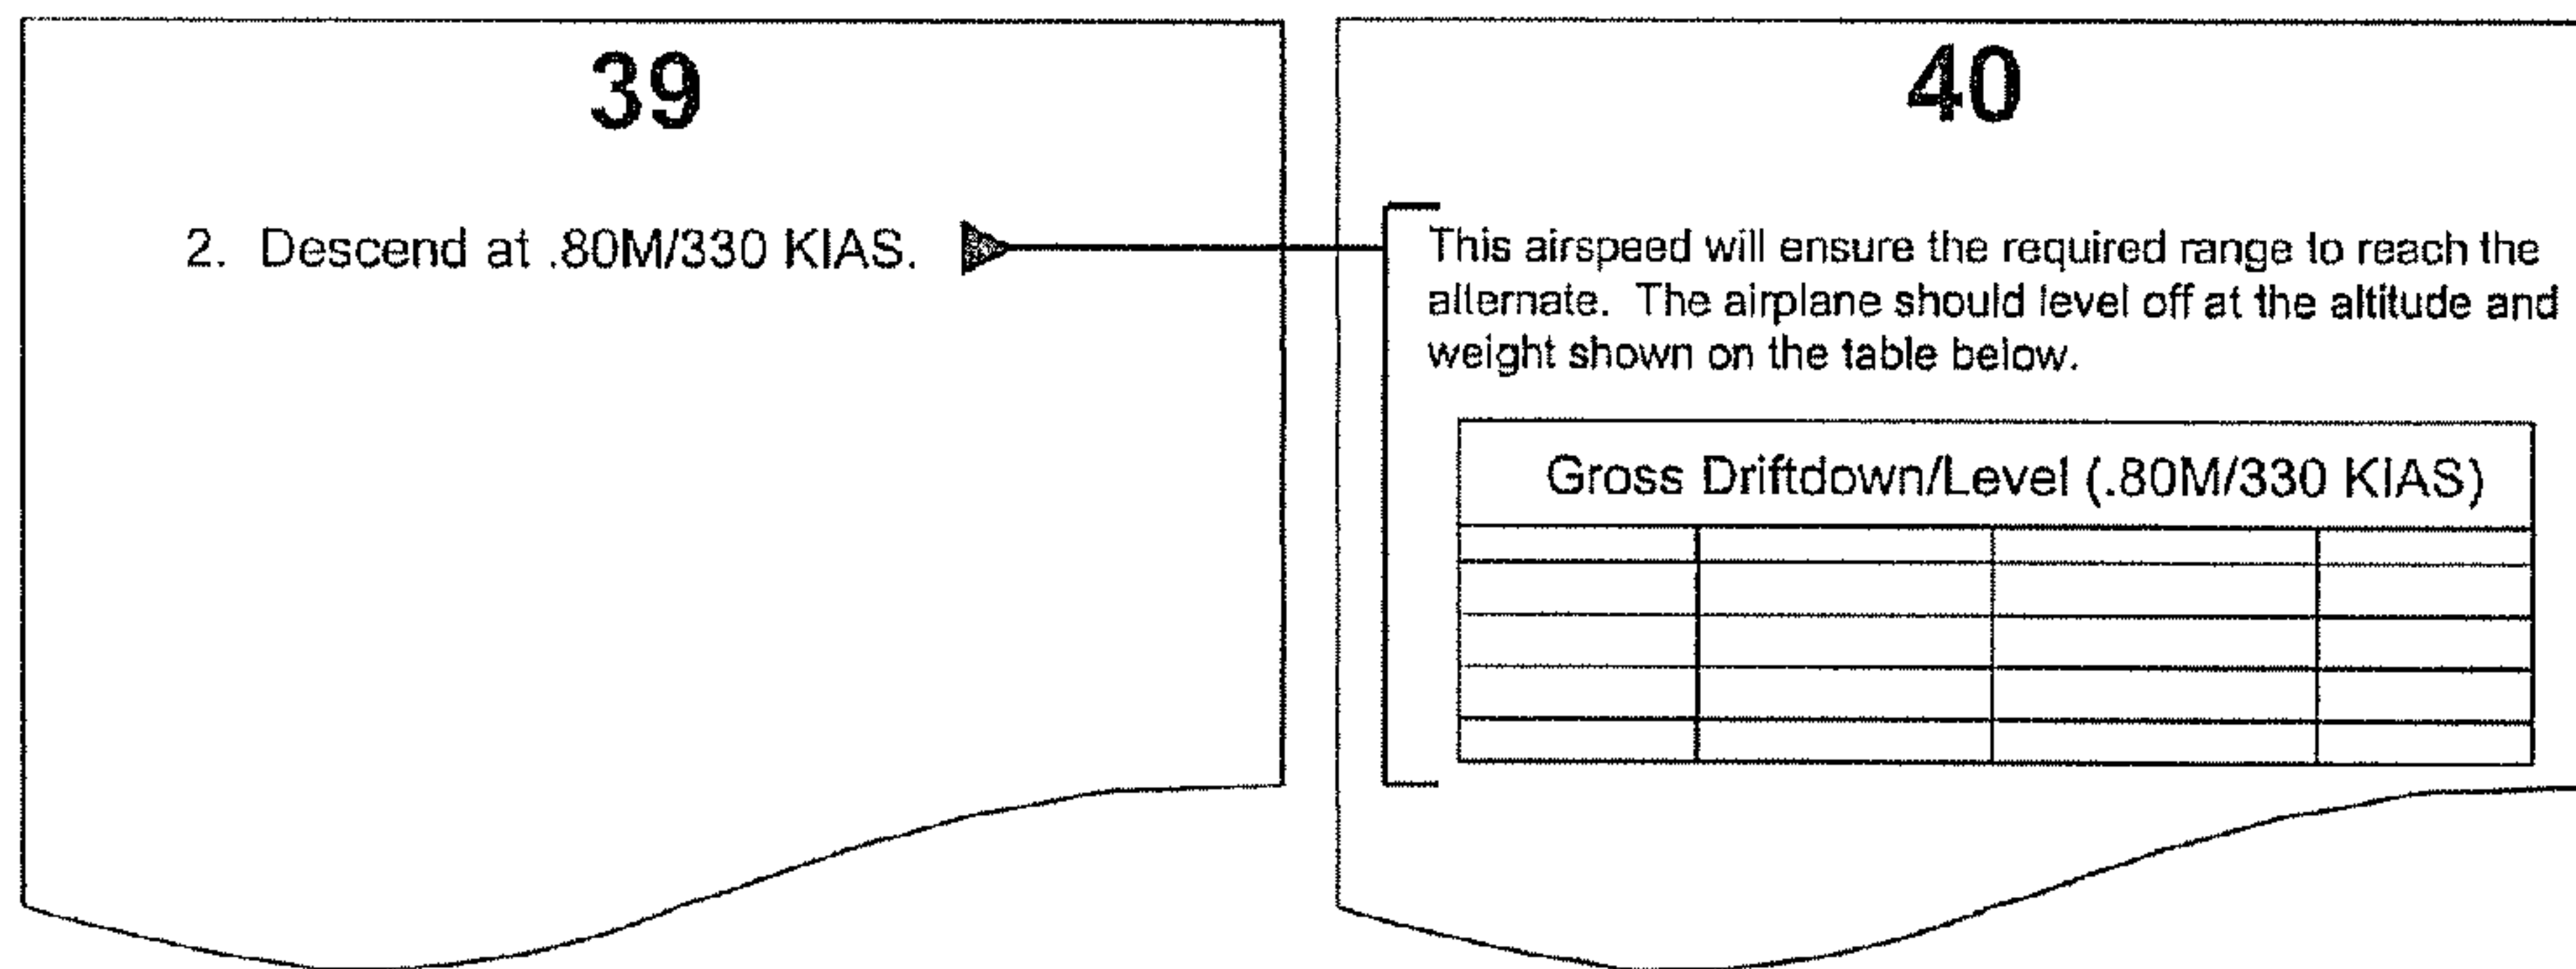 39
2. Descend at .80M/330 KIAS.
40
This airspeed will ensure the required range to reach the
alternate. The airplane should level off at the altitude and
weight shown on the table below.
Gross Driftdown/Level (.80M/330 KIAS)